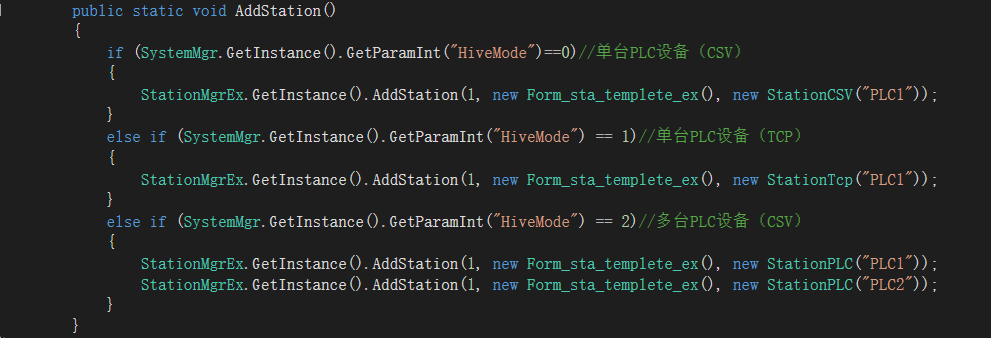 public static void AddStation()
{
if (SystemMgr.GetInstance().GetParamInt("HiveMode")==0)//单台PLC设备（CSV）
{
StationMgrEx.GetInstance().AddStation(1, new Form_sta_templete_ex(), new StationCSV("PLC1"));
}
else if (SystemMgr.GetInstance().GetParamInt("HiveMode") == 1)//单台PLC设备（TCP）
{
StationMgrEx.GetInstance().AddStation(1, new Form_sta_templete_ex(), new StationTcp("PLC1"));
}
else if (SystemMgr.GetInstance().GetParamInt("HiveMode") == 2)//多台PLC设备（CSV）
{
StationMgrEx.GetInstance().AddStation(1, new Form_sta_templete_ex(), new StationPLC("PLC1"));
StationMgrEx.GetInstance().AddStation(1, new Form_sta_templete_ex(), new StationPLC("PLC2"));
}
}